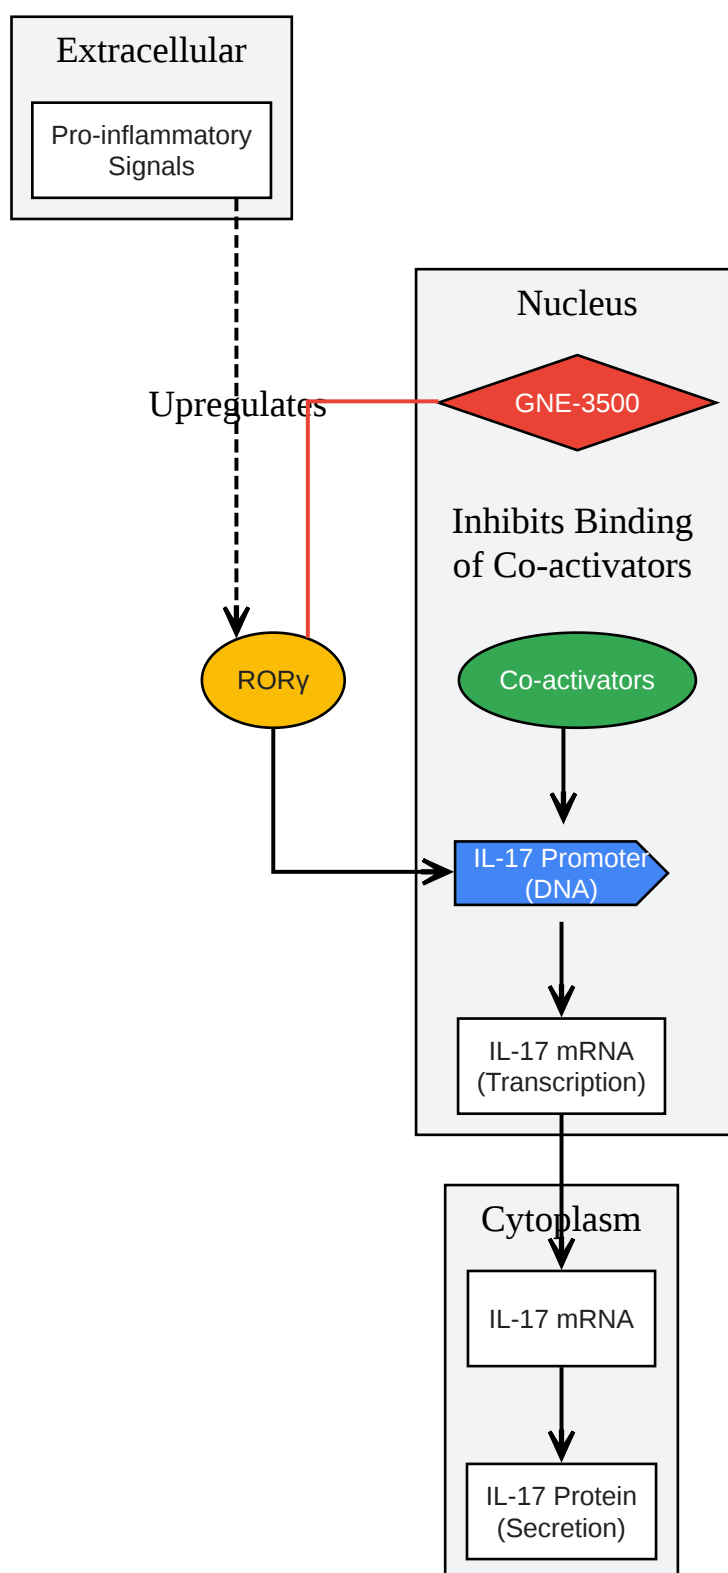 Extracellular
Pro-inflammatory
Signals
Nucleus
Upregulates
GNE-3500
Inhibits Binding
of Co-activators
RORγ
Co-activators
IL-17 Promoter
(DNA)
IL-17 mRNA
(Transcription)
Cytoplasm
IL-17 mRNA
IL-17 Protein
(Secretion)